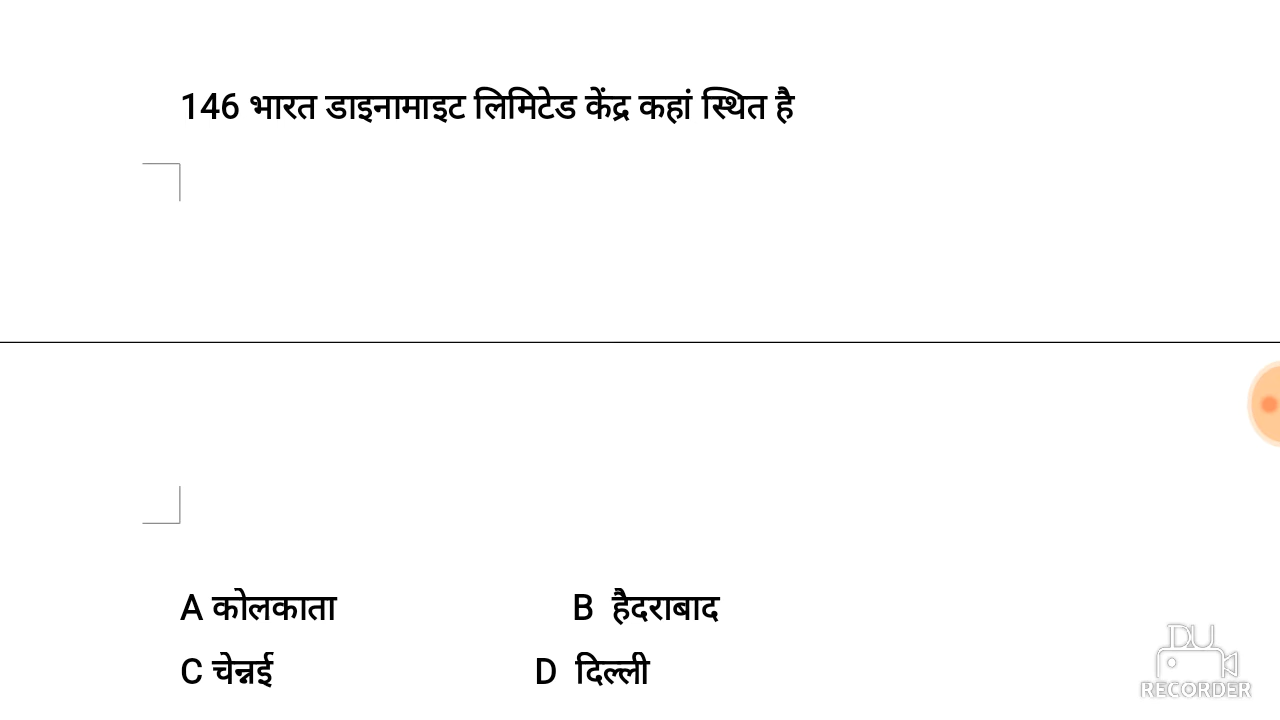 146 भारत डाइनामाइट लिमिटेड केंद्र कहां स्थित है
A कोलकाता B हैदराबाद
C चेन्नई D दिल्ली
DU
RECORDER